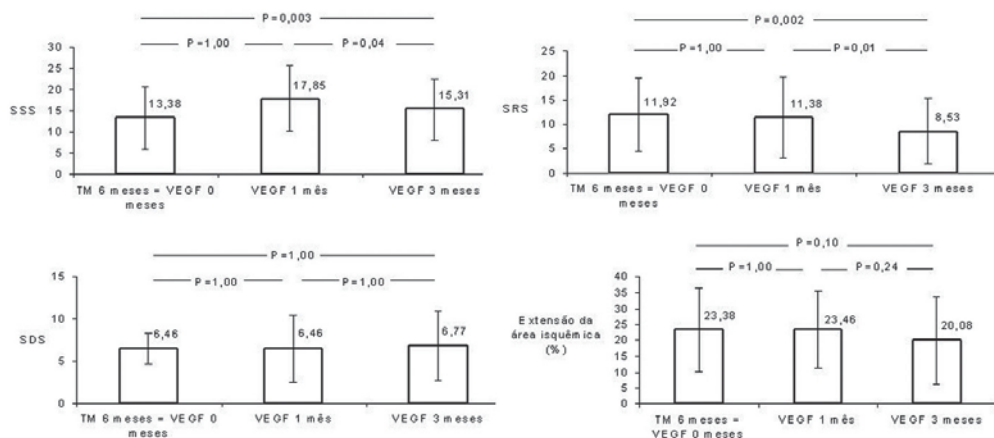 P=0,003
P=1,00 P=0,04
30
25
20
15
10
5
0
SSS
13,38
17,85
15,31
TM 6 meses = VEGF 0
meses
VEGF 1 mês
VEGF 3 meses
P=0,002
P=1,00 P=0,01
25
20
15
10
5
0
SRS
11,92
11,38
8,53
TM 6 meses = VEGF 0
meses
VEGF 1 mês
VEGF 3 meses
P=1,00
P=1,00 P=1,00
15
10
5
0
SDS
6,46
6,46
6,77
TM 6 meses = VEGF 0
meses
VEGF 1 mês
VEGF 3 meses
P=0,10
P=1,00 P=0,24
40
35
30
25
20
15
10
5
0
Extensão da
área isquêmica
(%)
23,38
23,46
20,08
TM 6 meses =
VEGF 0 meses
VEGF 1 mês
VEGF 3 meses